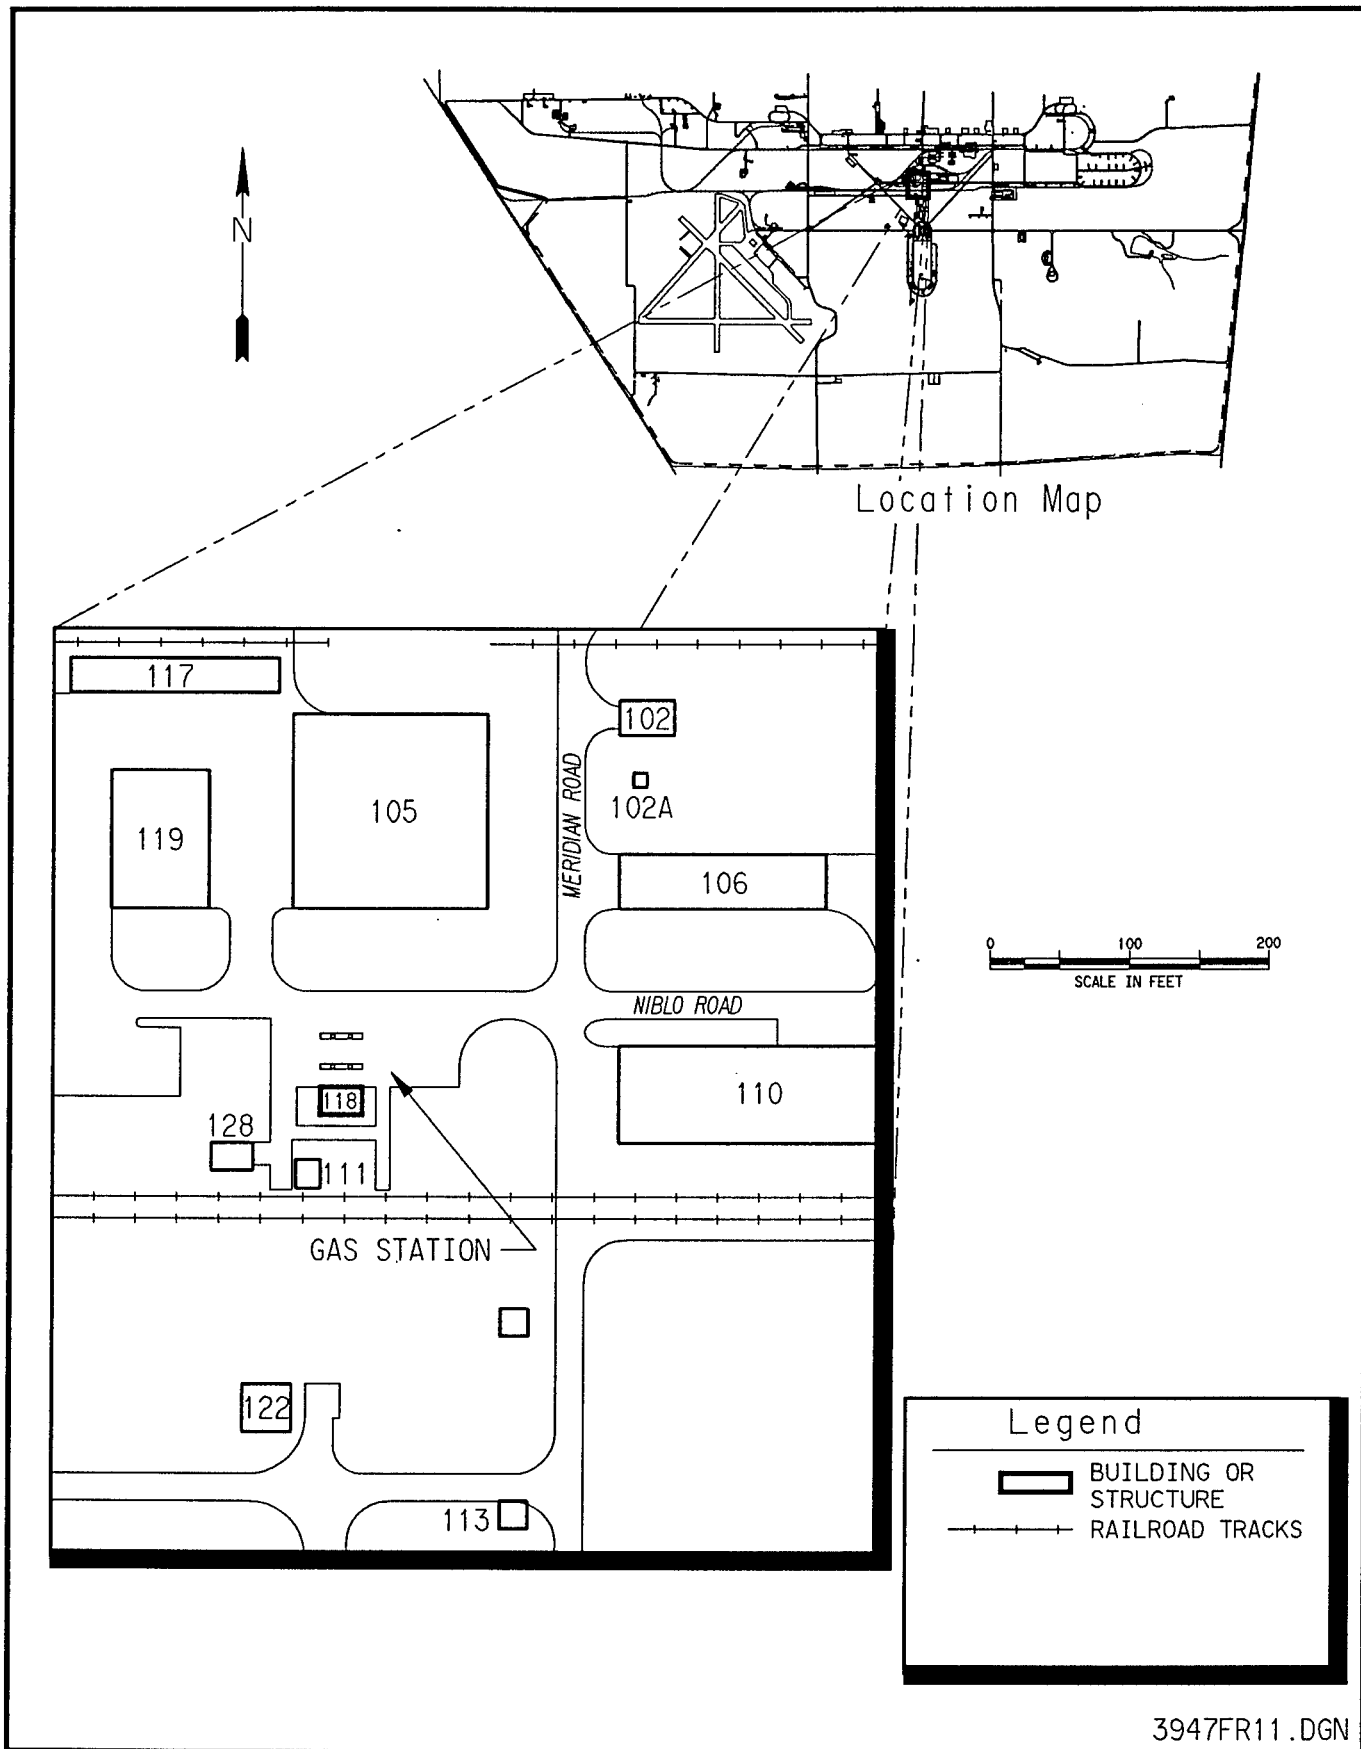 N
Location Map
117
102
MERIDIAN ROAD
102A
105
119
106
0 100 200
SCALE IN FEET
NIBLO ROAD
118
110
128
111
GAS STATION
122
113
Legend
BUILDING OR
STRUCTURE
RAILROAD TRACKS
3947FR11.DGN